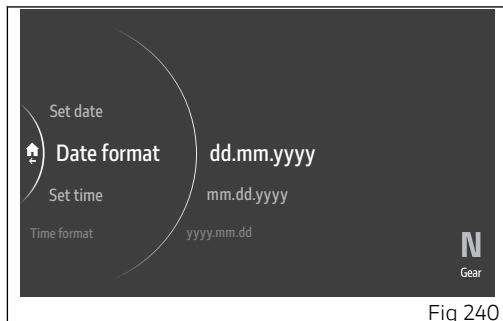 Set date
Date format dd.mm.yyyy
Set time mm.dd.yyyy
Time format yyyy.mm.dd
N
Gear
Fig 240